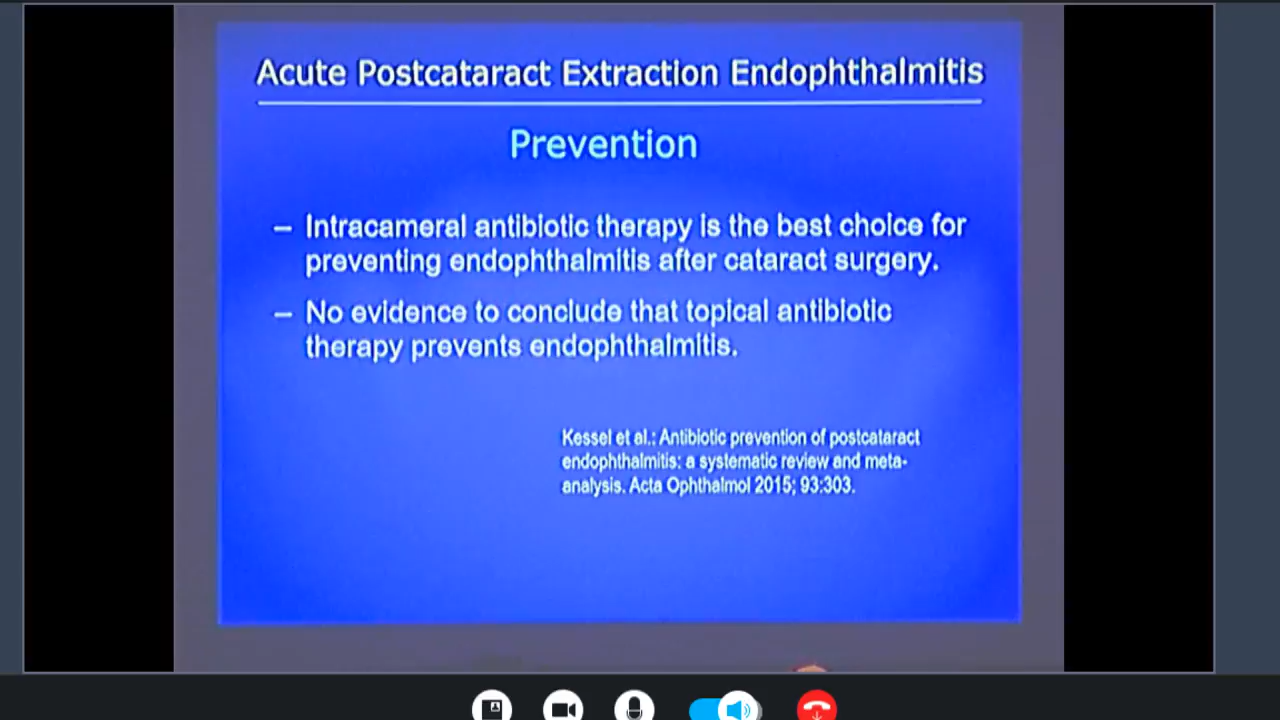 Acute Postcataract Extraction Endophthalmitis
Prevention
– Intracameral antibiotic therapy is the best choice for
preventing endophthalmitis after cataract surgery.
– No evidence to conclude that topical antibiotic
therapy prevents endophthalmitis.
Kessel et al.: Antibiotic prevention of postcataract
endophthalmitis: a systematic review and meta-
analysis. Acta Ophthalmol 2015; 93:303.